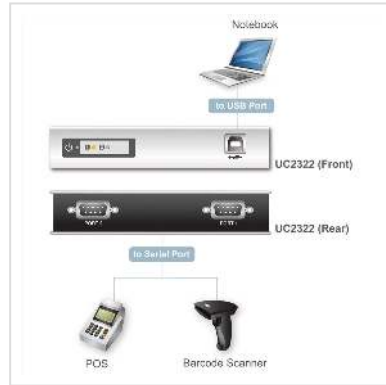 Notebook
to USB Port
UC2322 (Front)
UC2322 (Rear)
to Serial Port
POS
Barcode Scanner